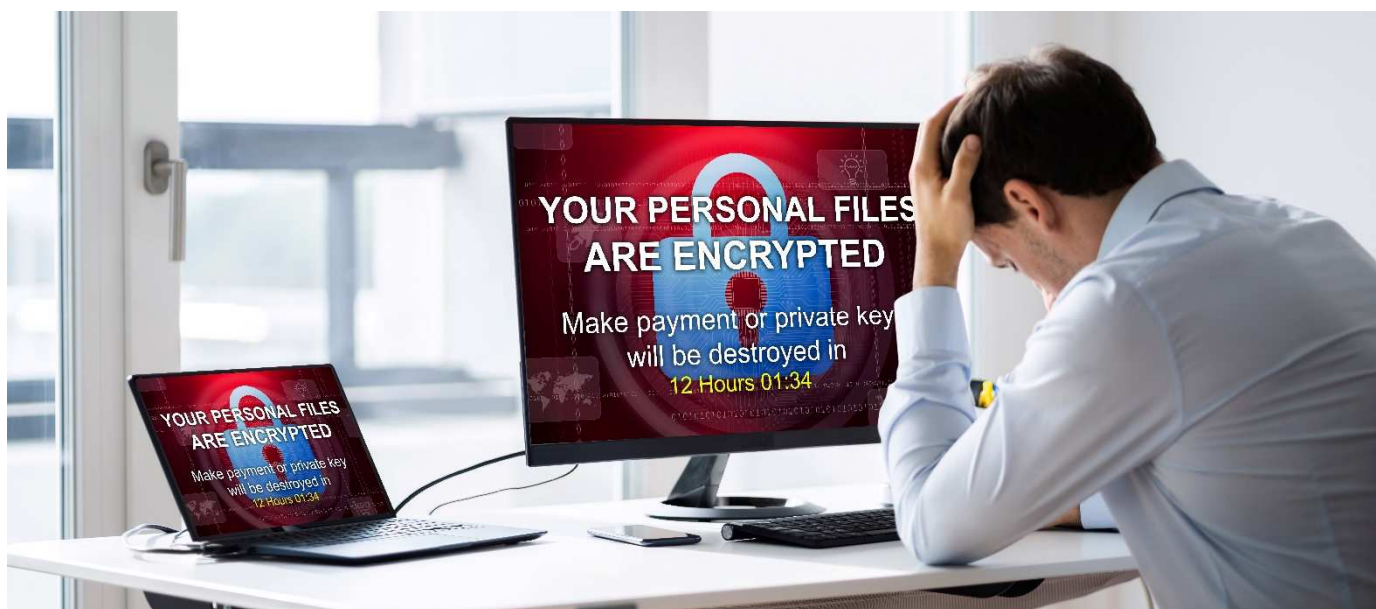 YOUR PERSONAL FILES
ARE ENCRYPTED
Make payment or private key
will be destroyed in
12 Hours 01:34
YOUR PERSONAL FILES
ARE ENCRYPTED
Make payment or private key
will be destroyed in
12 Hours 01:34